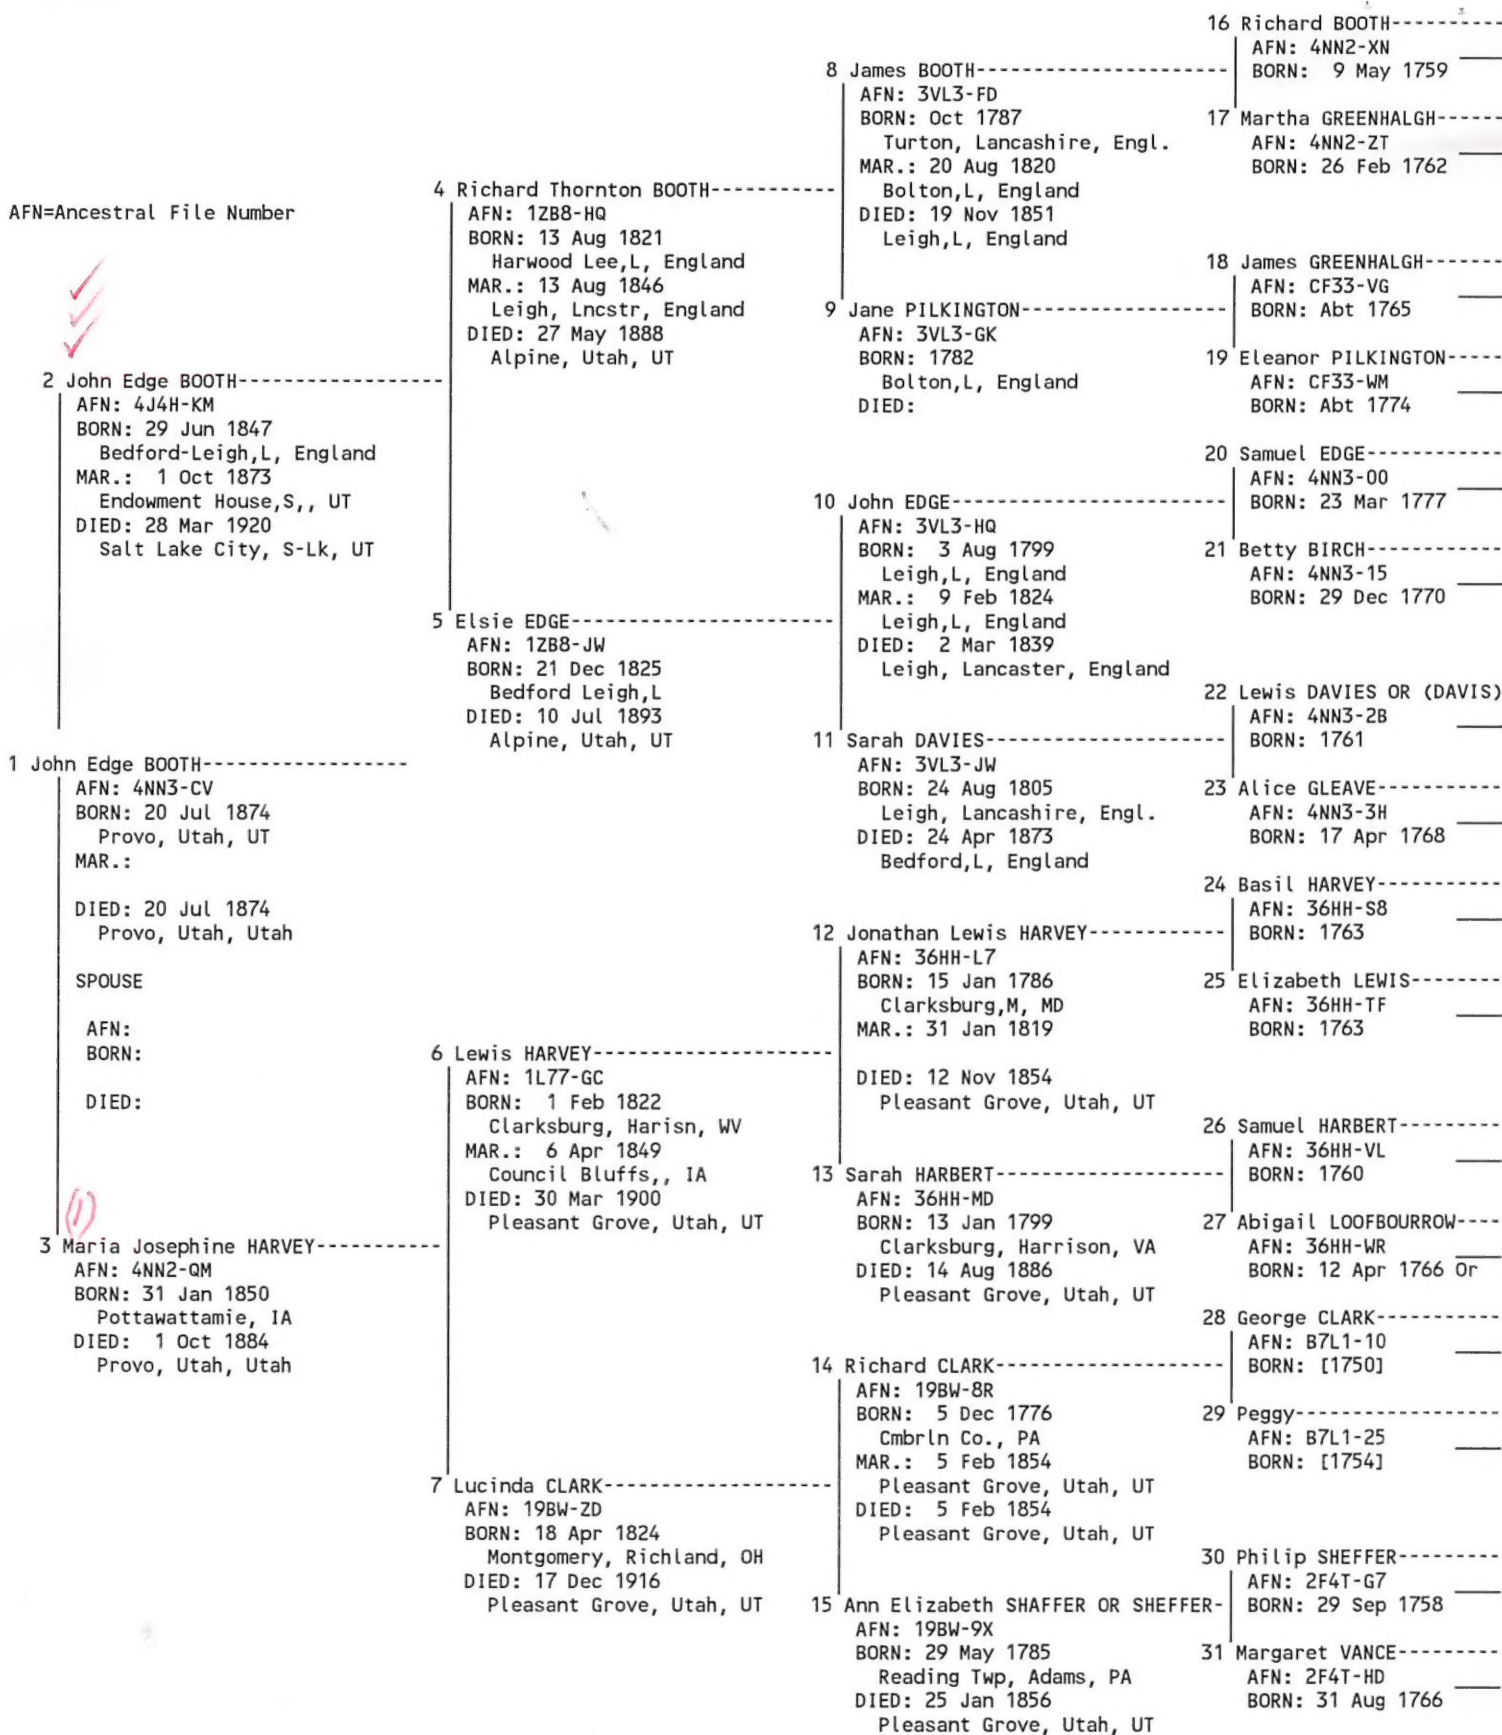 AFN=Ancestral File Number
1 John Edge BOOTH
AFN: 4NN3-CV
BORN: 20 Jul 1874
Provo, Utah, UT
MAR.:
DIED: 20 Jul 1874
Provo, Utah, Utah
SPOUSE
AFN:
BORN:
DIED:
2 John Edge BOOTH
AFN: 4J4H-KM
BORN: 29 Jun 1847
Bedford-Leigh,L, England
MAR.: 1 Oct 1873
Endowment House,S,, UT
DIED: 28 Mar 1920
Salt Lake City, S-Lk, UT
(1)
3 Maria Josephine HARVEY
AFN: 4NN2-QM
BORN: 31 Jan 1850
Pottawattamie, IA
DIED: 1 Oct 1884
Provo, Utah, Utah
4 Richard Thornton BOOTH
AFN: 1ZB8-HQ
BORN: 13 Aug 1821
Harwood Lee,L, England
MAR.: 13 Aug 1846
Leigh, Lncstr, England
DIED: 27 May 1888
Alpine, Utah, UT
5 Elsie EDGE
AFN: 1ZB8-JW
BORN: 21 Dec 1825
Bedford Leigh,L
DIED: 10 Jul 1893
Alpine, Utah, UT
6 Lewis HARVEY
AFN: 1L77-GC
BORN: 1 Feb 1822
Clarksburg, Harisn, WV
MAR.: 6 Apr 1849
Council Bluffs,, IA
DIED: 30 Mar 1900
Pleasant Grove, Utah, UT
7 Lucinda CLARK
AFN: 19BW-ZD
BORN: 18 Apr 1824
Montgomery, Richland, OH
DIED: 17 Dec 1916
Pleasant Grove, Utah, UT
8 James BOOTH
AFN: 3VL3-FD
BORN: Oct 1787
Turton, Lancashire, Engl.
MAR.: 20 Aug 1820
Bolton,L, England
DIED: 19 Nov 1851
Leigh,L, England
9 Jane PILKINGTON
AFN: 3VL3-GK
BORN: 1782
Bolton,L, England
DIED:
10 John EDGE
AFN: 3VL3-HQ
BORN: 3 Aug 1799
Leigh,L, England
MAR.: 9 Feb 1824
Leigh,L, England
DIED: 2 Mar 1839
Leigh, Lancaster, England
11 Sarah DAVIES
AFN: 3VL3-JW
BORN: 24 Aug 1805
Leigh, Lancashire, Engl.
DIED: 24 Apr 1873
Bedford,L, England
12 Jonathan Lewis HARVEY
AFN: 36HH-L7
BORN: 15 Jan 1786
Clarksburg,M, MD
MAR.: 31 Jan 1819
DIED: 12 Nov 1854
Pleasant Grove, Utah, UT
13 Sarah HARBERT
AFN: 36HH-MD
BORN: 13 Jan 1799
Clarksburg, Harrison, VA
DIED: 14 Aug 1886
Pleasant Grove, Utah, UT
14 Richard CLARK
AFN: 19BW-8R
BORN: 5 Dec 1776
Cmbrln Co., PA
MAR.: 5 Feb 1854
Pleasant Grove, Utah, UT
DIED: 5 Feb 1854
Pleasant Grove, Utah, UT
15 Ann Elizabeth SHAFFER OR SHEFFER
AFN: 19BW-9X
BORN: 29 May 1785
Reading Twp, Adams, PA
DIED: 25 Jan 1856
Pleasant Grove, Utah, UT
16 Richard BOOTH
AFN: 4NN2-XN
BORN: 9 May 1759
17 Martha GREENHALGH
AFN: 4NN2-ZT
BORN: 26 Feb 1762
18 James GREENHALGH
AFN: CF33-VG
BORN: Abt 1765
19 Eleanor PILKINGTON
AFN: CF33-WM
BORN: Abt 1774
20 Samuel EDGE
AFN: 4NN3-00
BORN: 23 Mar 1777
21 Betty BIRCH
AFN: 4NN3-15
BORN: 29 Dec 1770
22 Lewis DAVIES OR (DAVIS)
AFN: 4NN3-2B
BORN: 1761
23 Alice GLEAVE
AFN: 4NN3-3H
BORN: 17 Apr 1768
24 Basil HARVEY
AFN: 36HH-S8
BORN: 1763
25 Elizabeth LEWIS
AFN: 36HH-TF
BORN: 1763
26 Samuel HARBERT
AFN: 36HH-VL
BORN: 1760
27 Abigail LOOFBOURROW
AFN: 36HH-WR
BORN: 12 Apr 1766 Or
28 George CLARK
AFN: B7L1-10
BORN: [1750]
29 Peggy
AFN: B7L1-25
BORN: [1754]
30 Philip SHEFFER
AFN: 2F4T-G7
BORN: 29 Sep 1758
31 Margaret VANCE
AFN: 2F4T-HD
BORN: 31 Aug 1766